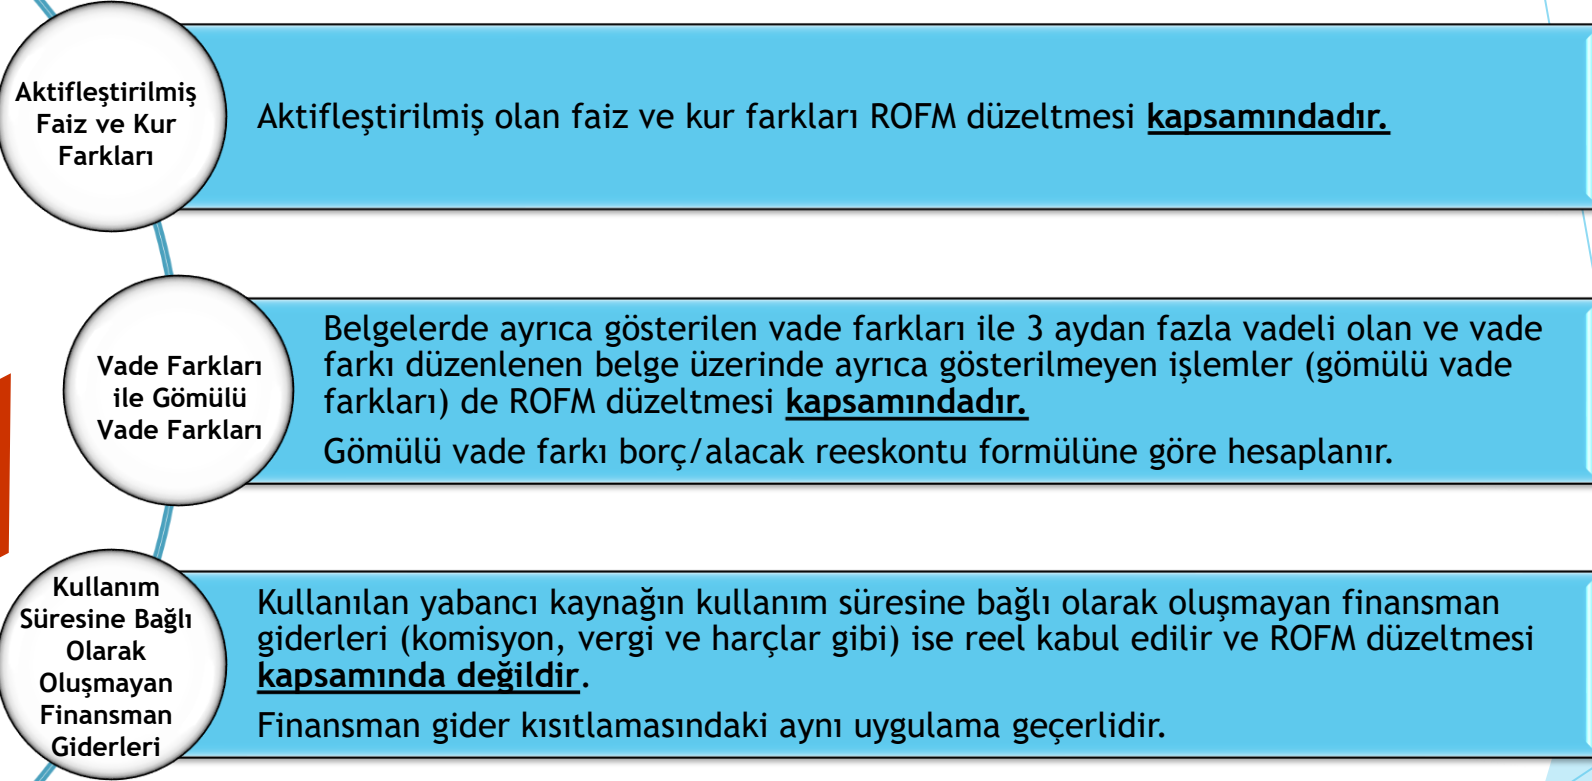 Aktifleştirilmiş
Faiz ve Kur
Farkları
Aktifleştirilmiş olan faiz ve kur farkları ROFM düzeltmesi kapsamındadır.
Vade Farkları
ile Gömülü
Vade Farkları
Belgelerde ayrıca gösterilen vade farkları ile 3 aydan fazla vadeli olan ve vade
farkı düzenlenen belge üzerinde ayrıca gösterilmeyen işlemler (gömülü vade
farkları) de ROFM düzeltmesi kapsamındadır.
Gömülü vade farkı borç/alacak reeskontu formülüne göre hesaplanır.
Kullanım
Süresine Bağlı
Olarak
Oluşmayan
Finansman
Giderleri
Kullanılan yabancı kaynağın kullanım süresine bağlı olarak oluşmayan finansman
giderleri (komisyon, vergi ve harçlar gibi) ise reel kabul edilir ve ROFM düzeltmesi
kapsamında değildir.
Finansman gider kısıtlamasındaki aynı uygulama geçerlidir.